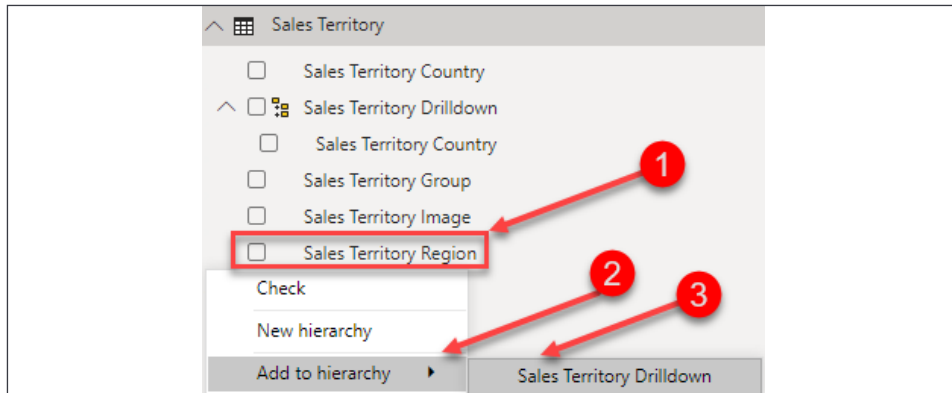 Sales Territory
Sales Territory Country
Sales Territory Drilldown
Sales Territory Country
Sales Territory Group
1
Sales Territory Image
Sales Territory Region
Check
2
3
New hierarchy
Add to hierarchy
Sales Territory Drilldown